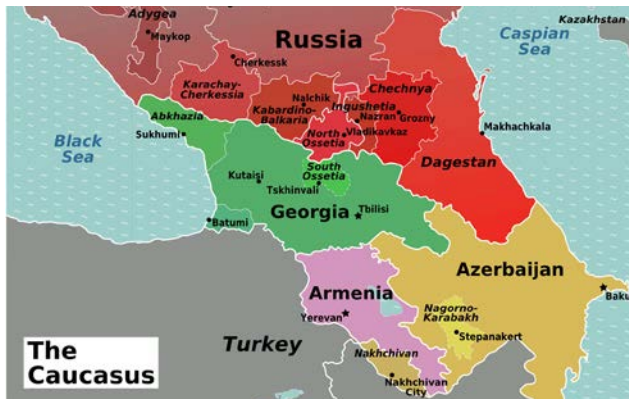 Adygea
Maykop
Russia
Caspian
Sea
Kazakhstan
Cherkessk
Karachay-
Cherkessia
Nalchik
Kabardino-
Balkaria
Chechnya
Ingushetia
Nazran
Grozny
North
Ossetia
Vladikavkaz
Makhachkala
Dagestan
Abkhazia
Sukhumi
Black
Sea
Kutaisi
South
Ossetia
Tskhinvali
Georgia
Tbilisi
Batumi
Azerbaijan
Baku
Armenia
Yerevan
Nagorno-
Karabakh
Stepanakert
Turkey
Nakhchivan
Nakhchivan
City
The
Caucasus